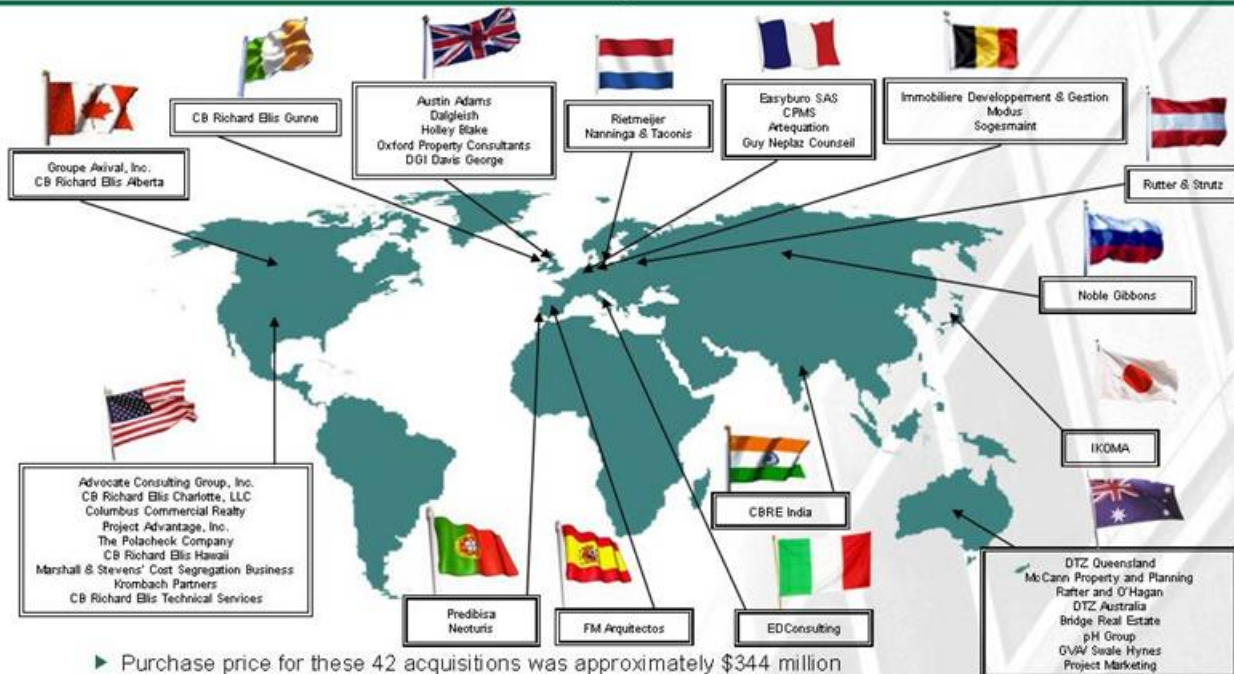 CB Richard Ellis Gunne
Austin Adams
Dalgleish
Holley Blake
Oxford Property Consultants
DGI Davis George
Rietmeijer
Nanninga & Taconis
Easyburo SAS
CPMS
Artequation
Guy Neplaz Counseil
Immobiliere Developpement & Gestion
Modus
Sogesmaint
Groupe Axival, Inc.
CB Richard Ellis Alberta
Rutter & Strutz
Noble Gibbons
IKOMA
Advocate Consulting Group, Inc.
CB Richard Ellis Charlotte, LLC
Columbus Commercial Realty
Project Advantage, Inc.
The Polacheck Company
CB Richard Ellis Hawaii
Marshall & Stevens' Cost Segregation Business
Krombach Partners
CB Richard Ellis Technical Services
Predibisa
Neoturis
FM Arquitectos
EDConsulting
CBRE India
DTZ Queensland
McCann Property and Planning
Rafter and O'Hagan
DTZ Australia
Bridge Real Estate
pH Group
GVA/ Swale Hynes
Project Marketing
▶ Purchase price for these 42 acquisitions was approximately $344 million